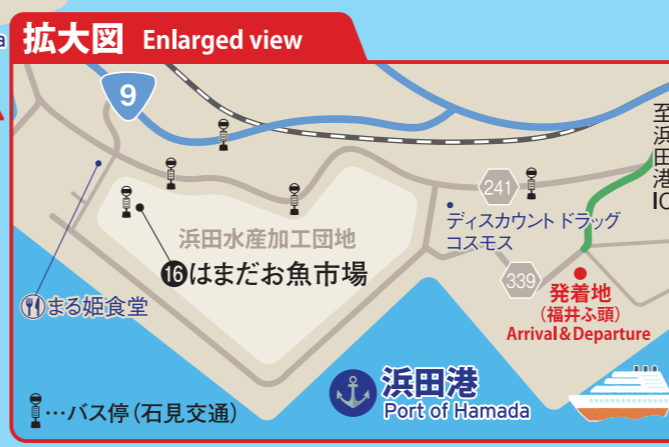 a
拡大図 Enlarged view
9
至浜田港IC
241
ディスカウント ドラッグ
コスモス
浜田水産加工団地
⓰はまだお魚市場
339
発着地
(福井ふ頭)
Arrival&Departure
まる姫食堂
浜田港
Port of Hamada
…バス停(石見交通)